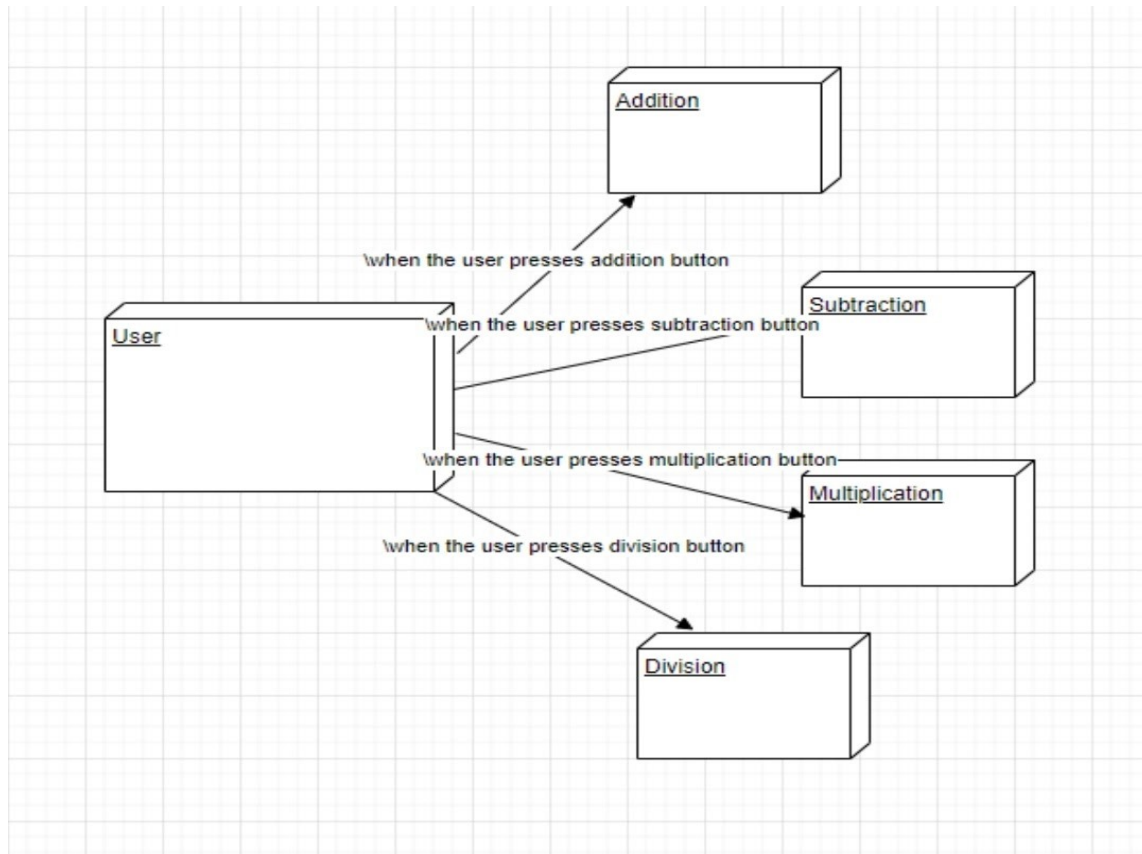 Addition
\when the user presses addition button
Subtraction
\when the user presses subtraction button
User
\when the user presses multiplication button
Multiplication
\when the user presses division button
Division